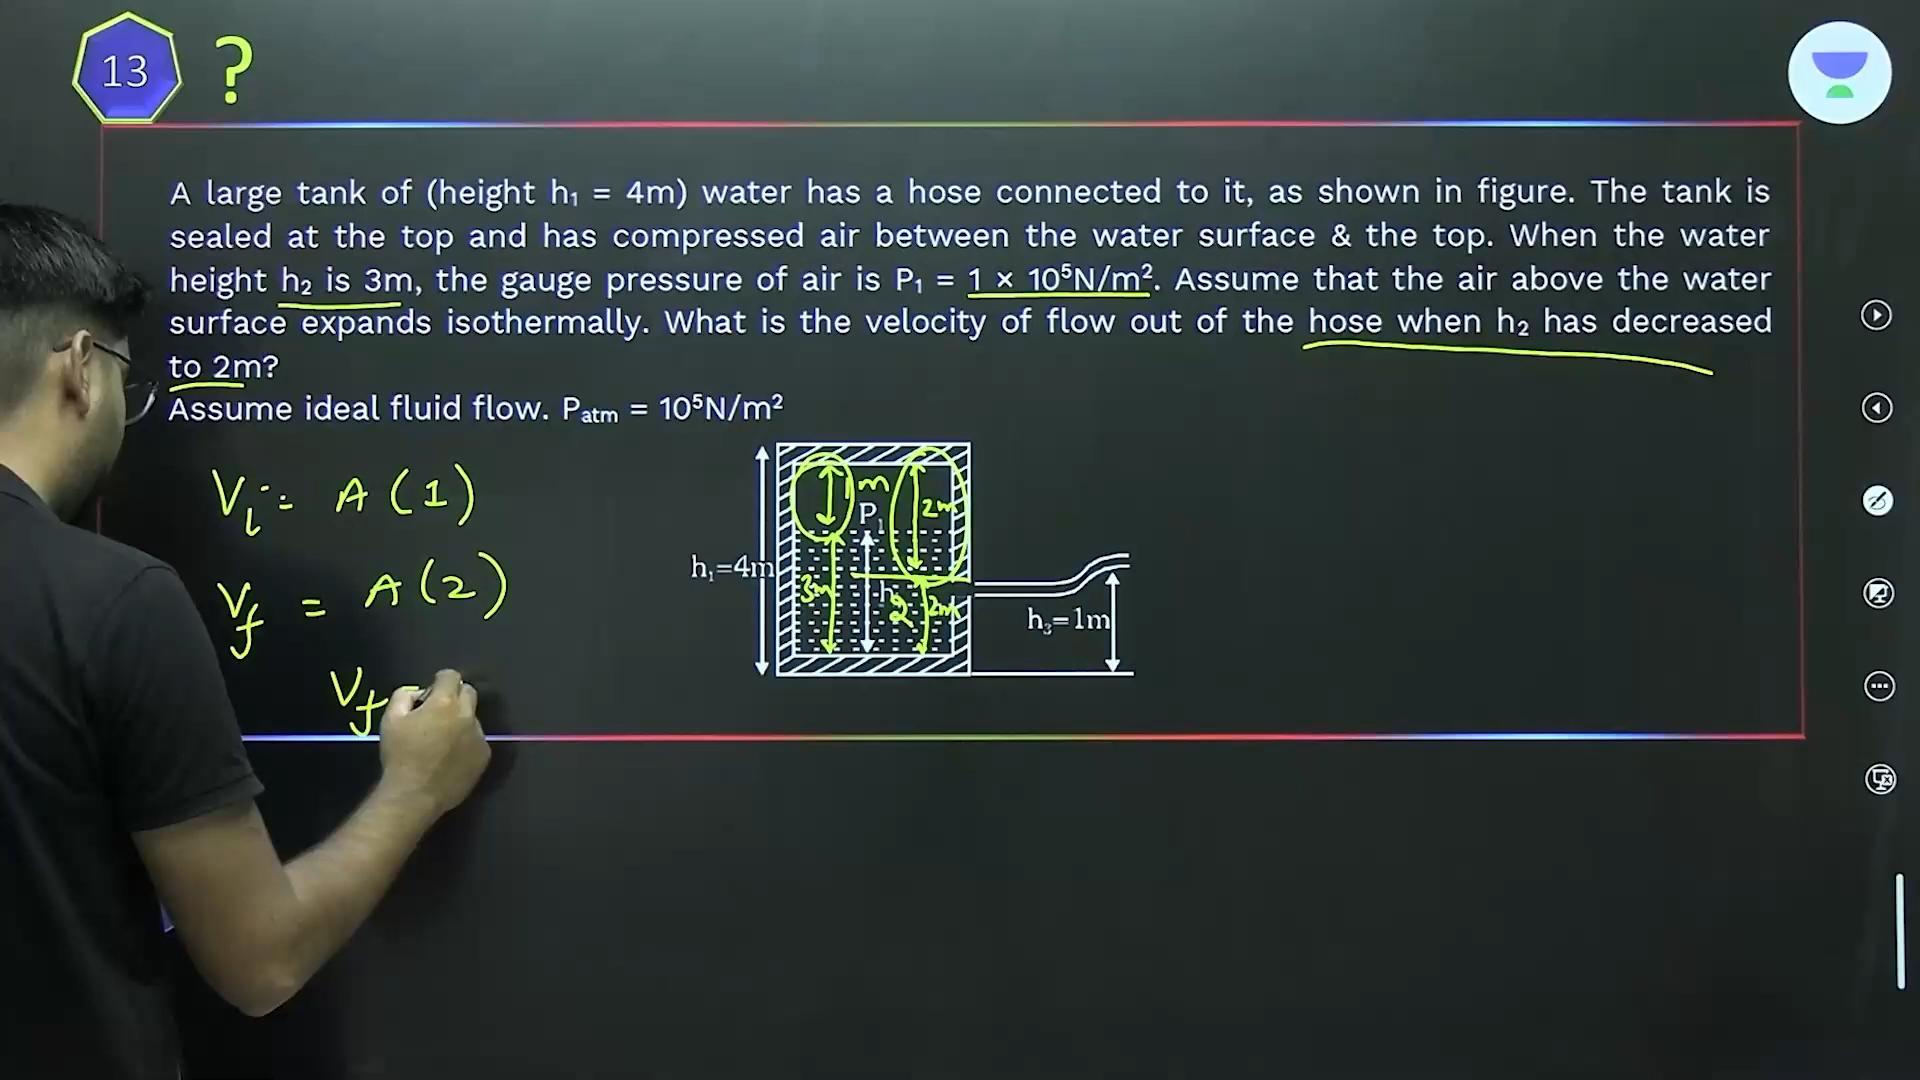 13 ?
A large tank of (height h₁ = 4m) water has a hose connected to it, as shown in figure. The tank is
sealed at the top and has compressed air between the water surface & the top. When the water
height h₂ is 3m, the gauge pressure of air is P₁ = 1 × 10⁵N/m². Assume that the air above the water
surface expands isothermally. What is the velocity of flow out of the hose when h₂ has decreased
to 2m?
Assume ideal fluid flow. Pₐₜₘ = 10⁵N/m²
Vᵢ = A (1)
V_f = A (2)
V_f =
1m
P₁
2m
h₁=4m
3m
h2
2m
h₃=1m